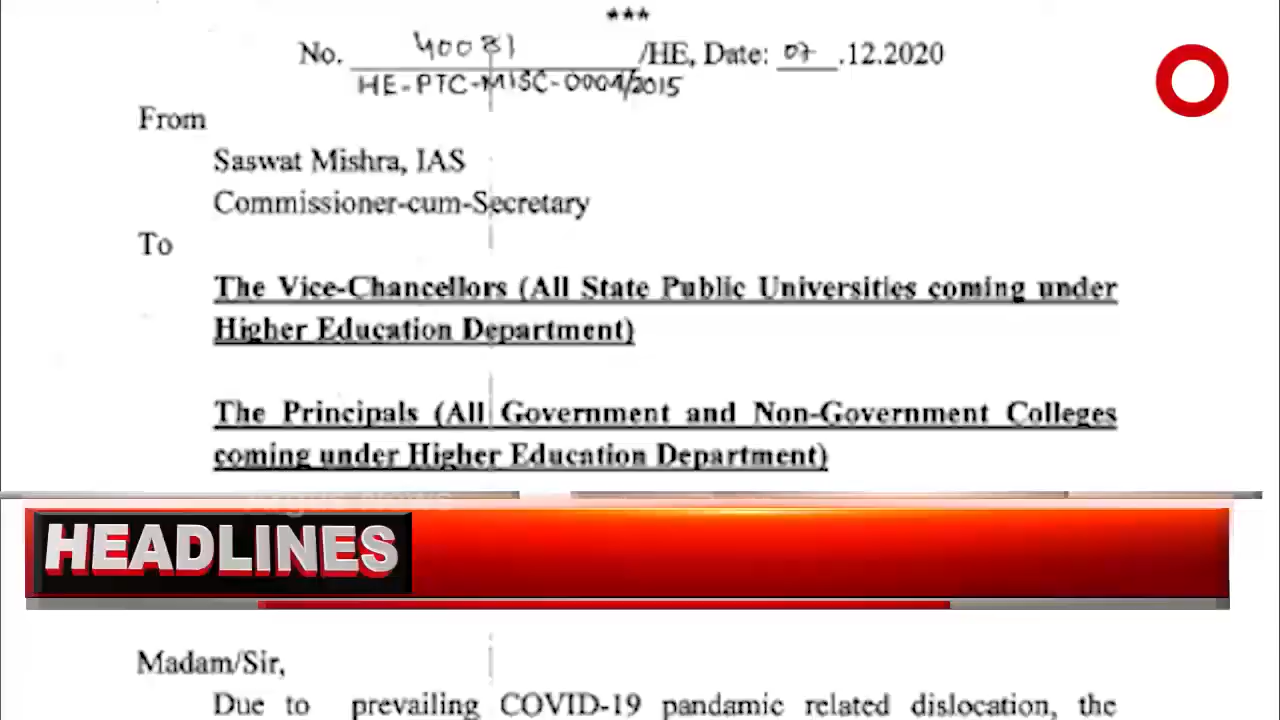 ***
No. 40081 /HE, Date: 07.12.2020
HE-PTC-MISC-0001/2015
From
Saswat Mishra, IAS
Commissioner-cum-Secretary
To
The Vice-Chancellors (All State Public Universities coming under
Higher Education Department)
The Principals (All Government and Non-Government Colleges
coming under Higher Education Department)
HEADLINES
Madam/Sir,
Due to prevailing COVID-19 pandamic related dislocation, the